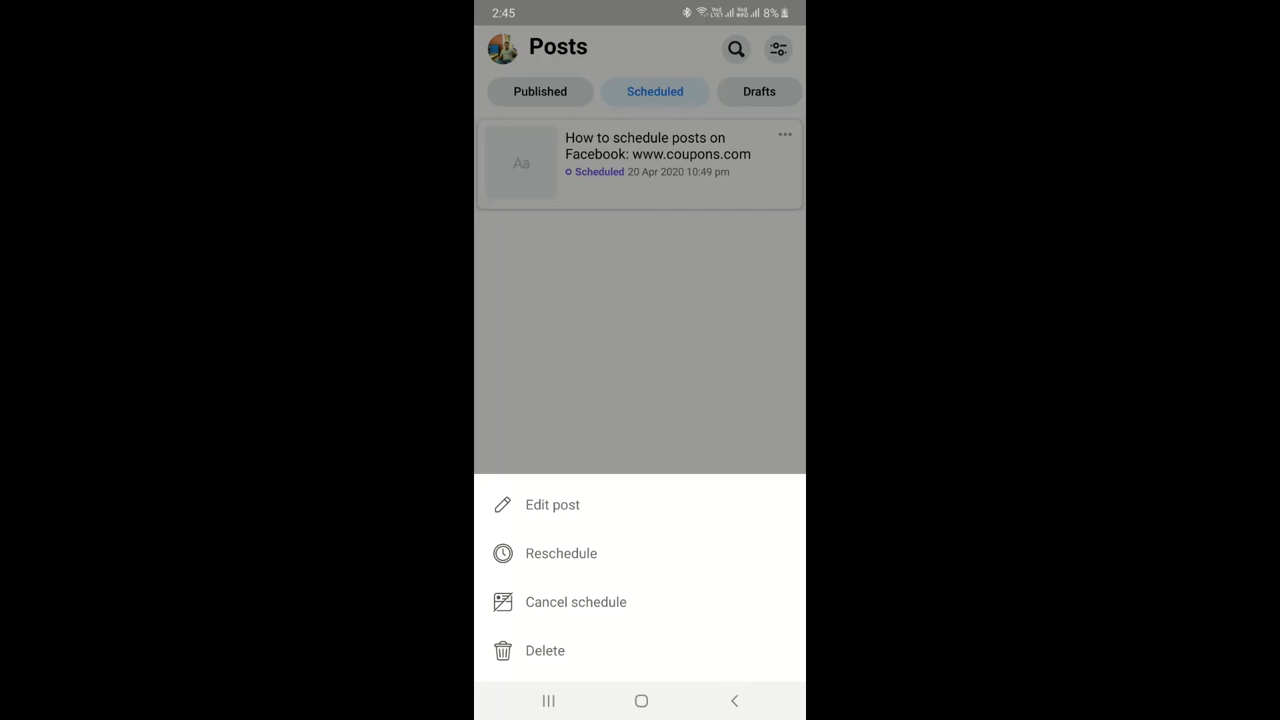 2:45
8%
Posts
Published
Scheduled
Drafts
Aa
How to schedule posts on
Facebook: www.coupons.com
Scheduled 20 Apr 2020 10:49 pm
Edit post
Reschedule
Cancel schedule
Delete